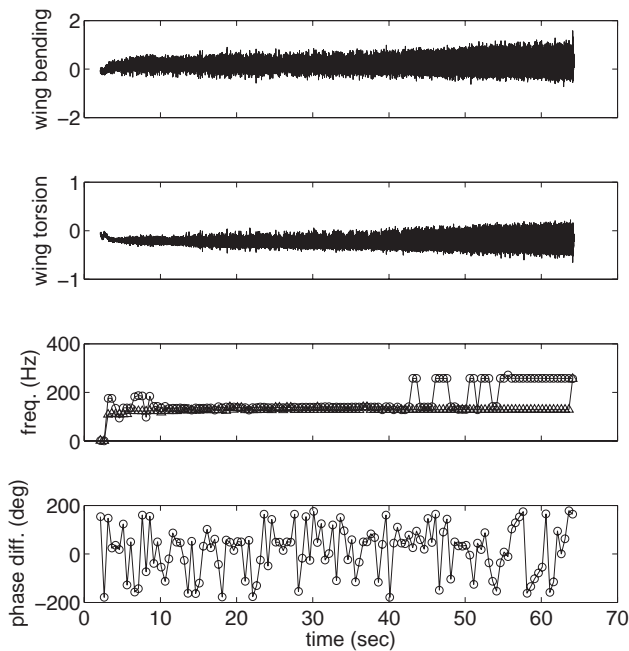 2
0
−2
wing bending
1
0
−1
wing torsion
400
200
0
freq. (Hz)
200
0
−200
phase diff. (deg)
0 10 20 30 40 50 60 70
time (sec)